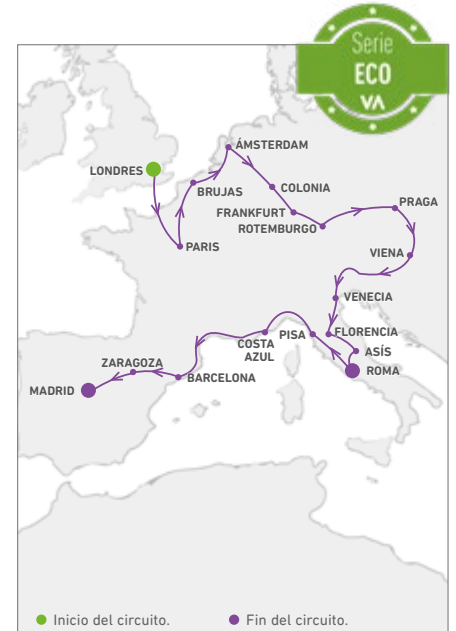 Serie
ECO
VA
ÁMSTERDAM
LONDRES
COLONIA
BRUJAS
PRAGA
FRANKFURT
ROTEMBURGO
PARIS
VIENA
VENECIA
FLORENCIA
PISA
COSTA
AZUL
ASÍS
ZARAGOZA
ROMA
BARCELONA
MADRID
Inicio del circuito.
Fin del circuito.